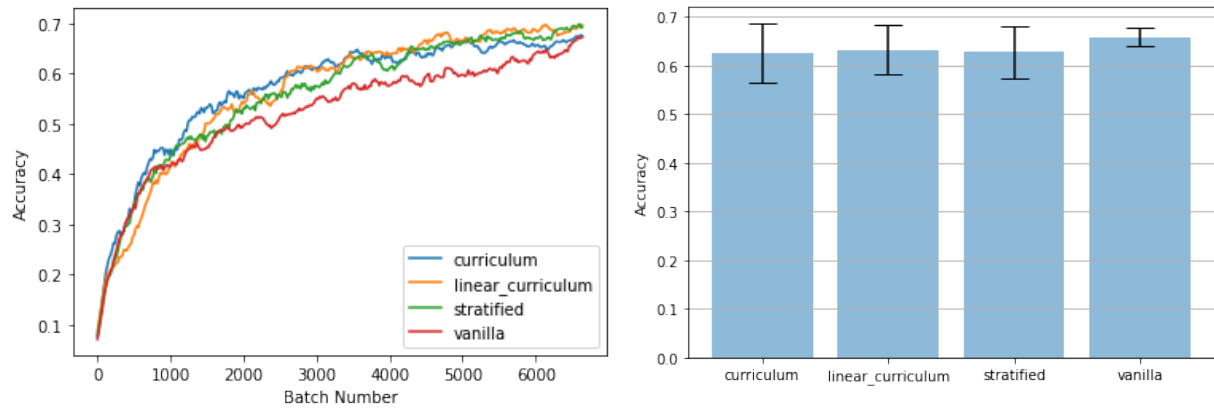 0.7
0.6
0.5
0.4
0.3
0.2
0.1
Accuracy
0 1000 2000 3000 4000 5000 6000
Batch Number
curriculum
linear_curriculum
stratified
vanilla
0.7
0.6
0.5
0.4
0.3
0.2
0.1
0.0
Accuracy
curriculum linear_curriculum stratified vanilla